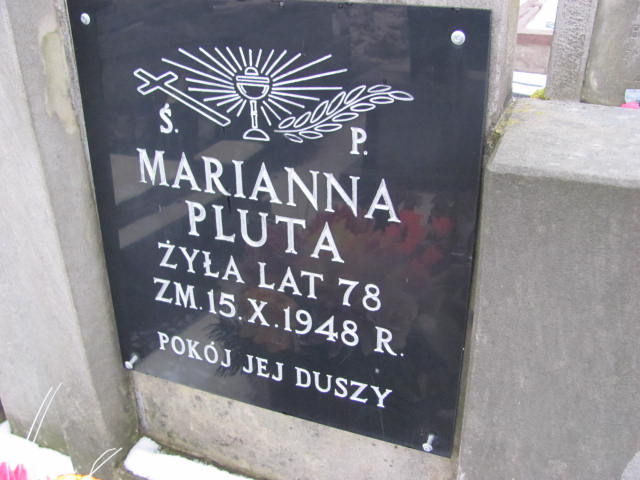 Ś. P.
MARIANNA
PLUTA
ŻYŁA LAT 78
ZM. 15. X. 1948 R.
POKÓJ JEJ DUSZY